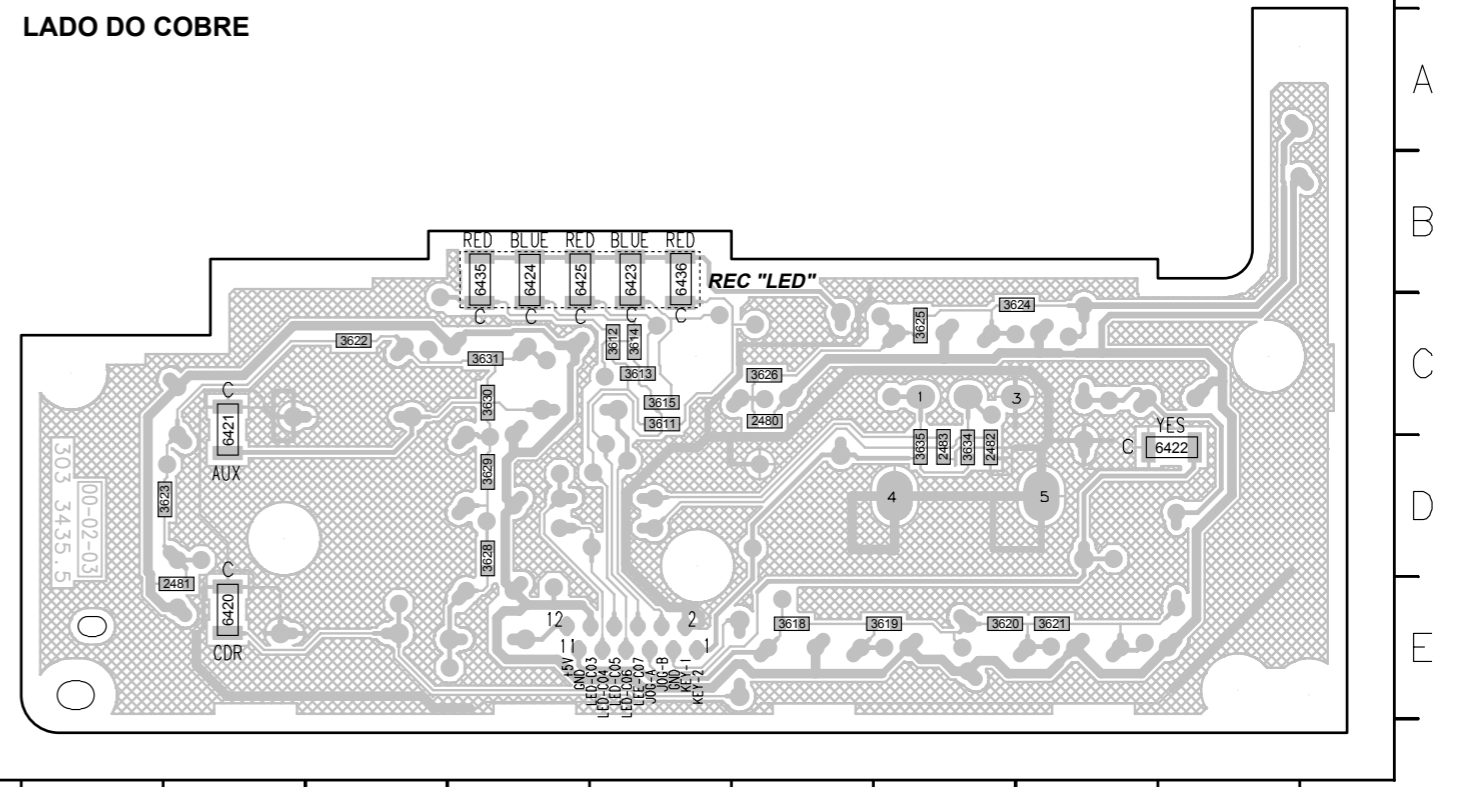 LADO DO COBRE
A
B
C
D
E
RED BLUE RED BLUE RED
6435 6424 6425 6423 6436
REC "LED"
C C C C C
3624
3625
3612 3614
3622
3631
3613
3626
3630
3615
3611
2480
1 3
C
6421
AUX
YES
C 6422
3635 2483 3634 2482
3629
4 5
3623
303 3435.5
00-02-03
3628
2481
C
6420
CDR
12 2
11 1
3618 3619 3620 3621
+5V
GND
LED-C03
LED-C04
LED-C05
LED-C06
LEE-C07
JOG-A
JOG-B
GND
KEY-1
KEY-2